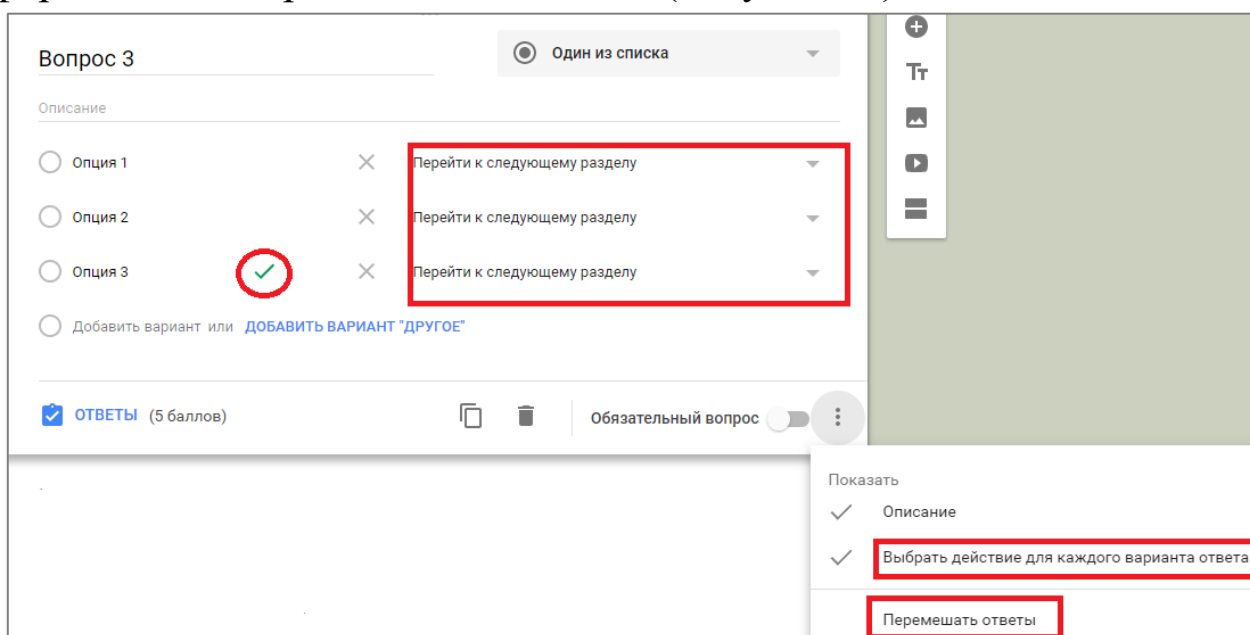 Вопрос 3
Один из списка
Тт
Описание
Опция 1 Перейти к следующему разделу
Опция 2 Перейти к следующему разделу
Опция 3 Перейти к следующему разделу
Добавить вариант или ДОБАВИТЬ ВАРИАНТ "ДРУГОЕ"
ОТВЕТЫ (5 баллов) Обязательный вопрос
Показать
Описание
Выбрать действие для каждого варианта ответа
Перемешать ответы